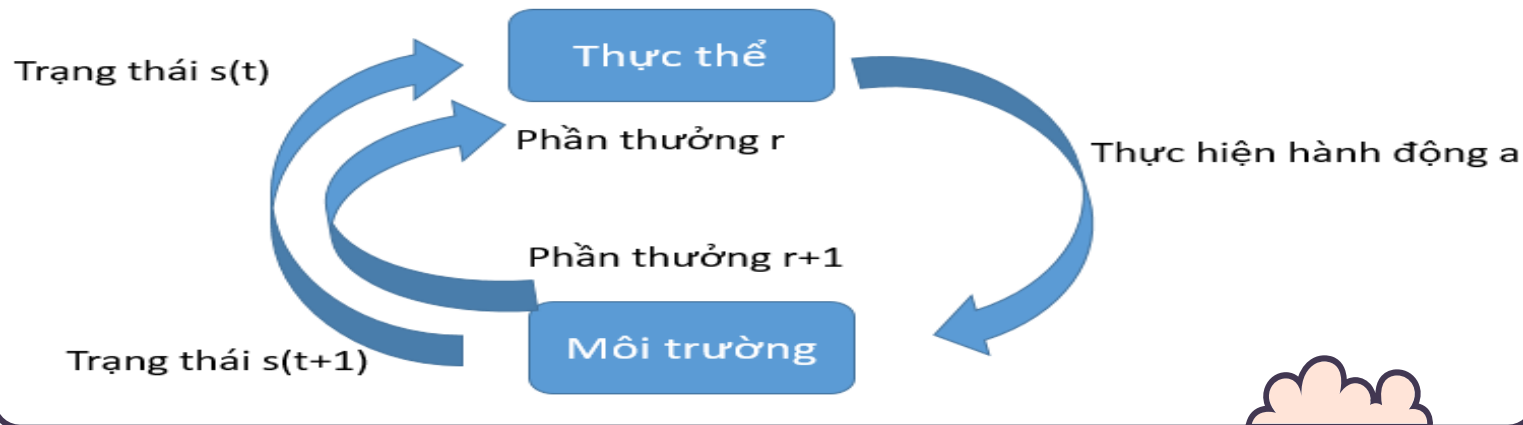 Thực thể
Trạng thái s(t)
Phần thưởng r
Thực hiện hành động a
Phần thưởng r+1
Môi trường
Trạng thái s(t+1)